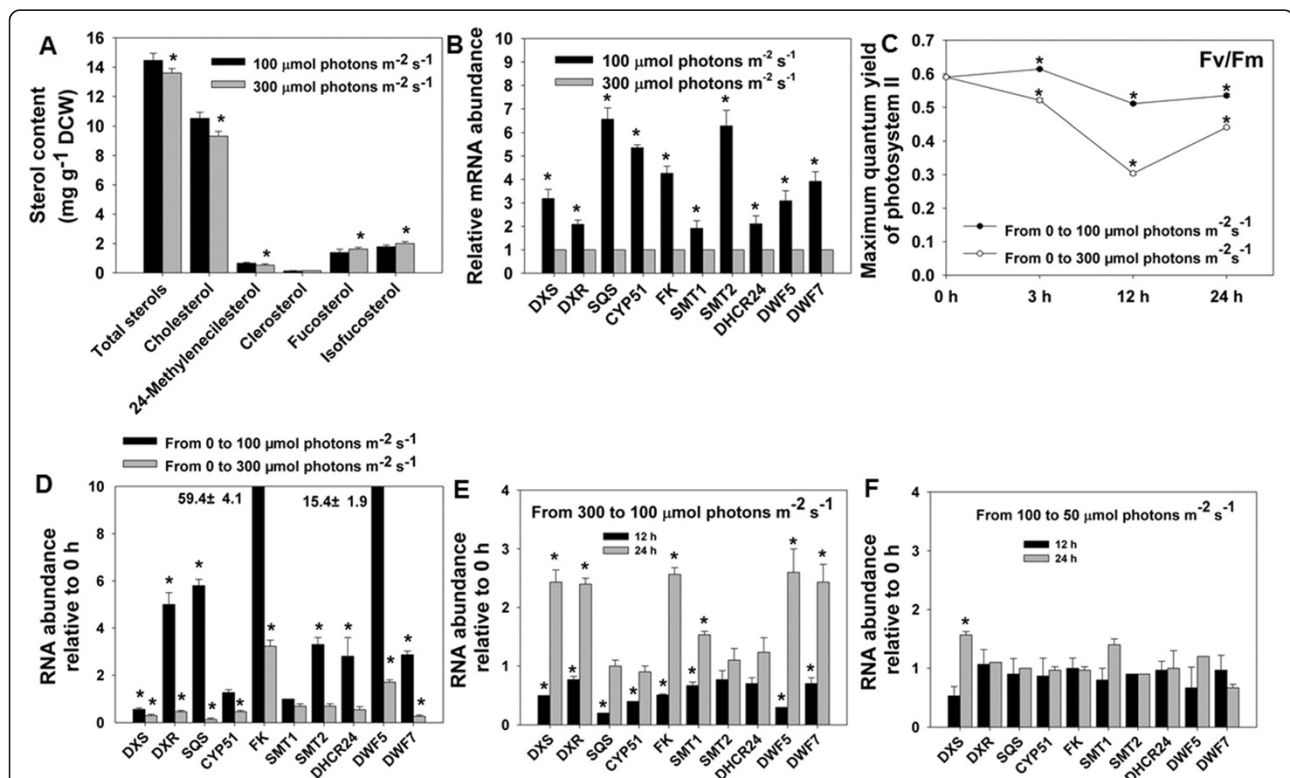 A
Sterol content
(mg g-1 DCW)
16
14
12
10
8
6
4
2
0
100 μmol photons m-2 s-1
300 μmol photons m-2 s-1
*
*
*
*
*
Total sterols
Cholesterol
24-Methylenecilesterol
Clerosterol
Fucosterol
Isofucosterol
B
Relative mRNA abundance
10
9
8
7
6
5
4
3
2
1
0
100 μmol photons m-2 s-1
300 μmol photons m-2 s-1
*
*
*
*
*
*
*
*
*
*
DXS
DXR
SQS
CYP51
FK
SMT1
SMT2
DHCR24
DWF5
DWF7
C
Fv/Fm
Maximum quantum yield
of photosystem II
0.7
0.6
0.5
0.4
0.3
0.2
0.1
0.0
*
*
*
*
*
*
From 0 to 100 μmol photons m-2s-1
From 0 to 300 μmol photons m-2s-1
0 h
3 h
12 h
24 h
From 0 to 100 μmol photons m-2 s-1
From 0 to 300 μmol photons m-2 s-1
D
RNA abundance
relative to 0 h
10
8
6
4
2
0
59.4± 4.1
15.4± 1.9
*
*
*
*
*
*
*
*
*
*
*
*
*
DXS
DXR
SQS
CYP51
FK
SMT1
SMT2
DHCR24
DWF5
DWF7
E
RNA abundance
relative to 0 h
4
3
2
1
0
From 300 to 100 μmol photons m-2 s-1
12 h
24 h
*
*
*
*
*
*
*
*
*
*
*
*
*
*
DXS
DXR
SQS
CYP51
FK
SMT1
SMT2
DHCR24
DWF5
DWF7
F
RNA abundance
relative to 0 h
4
3
2
1
0
From 100 to 50 μmol photons m-2 s-1
12 h
24 h
*
DXS
DXR
SQS
CYP51
FK
SMT1
SMT2
DHCR24
DWF5
DWF7